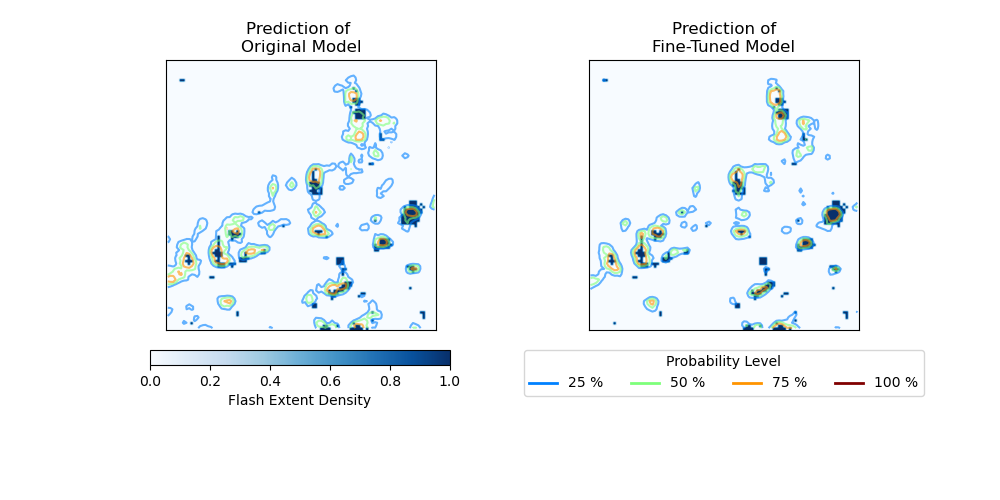 Prediction of
Original Model
Prediction of
Fine-Tuned Model
0.0 0.2 0.4 0.6 0.8 1.0
Flash Extent Density
Probability Level
25 % 50 % 75 % 100 %